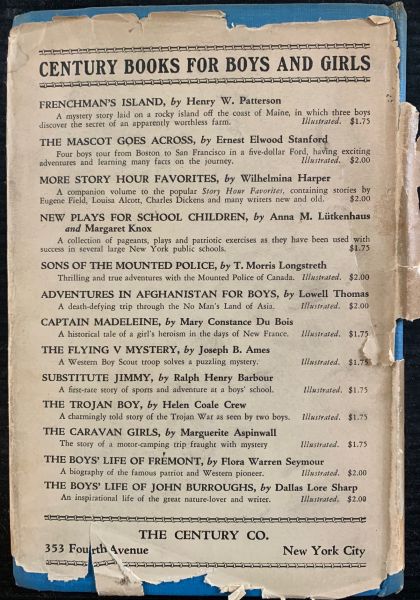 CENTURY BOOKS FOR BOYS AND GIRLS
FRENCHMAN'S ISLAND, by Henry W. Patterson
A mystery story laid on a rocky island off the coast of Maine, in which three boys
discover the secret of an apparently worthless farm. Illustrated. $1.75
THE MASCOT GOES ACROSS, by Ernest Elwood Stanford
Four boys tour from Boston to San Francisco in a five-dollar Ford, having exciting
adventures and learning many facts on the journey. Illustrated. $2.00
MORE STORY HOUR FAVORITES, by Wilhelmina Harper
A companion volume to the popular Story Hour Favorites, containing stories by
Eugene Field, Louisa Alcott, Charles Dickens and many writers new and old. $2.00
NEW PLAYS FOR SCHOOL CHILDREN, by Anna M. Lütkenhaus
and Margaret Knox
A collection of pageants, plays and patriotic exercises as they have been used with
success in several large New York public schools. $1.75
SONS OF THE MOUNTED POLICE, by T. Morris Longstreth
Thrilling and true adventures with the Mounted Police of Canada. Illustrated. $2.00
ADVENTURES IN AFGHANISTAN FOR BOYS, by Lowell Thomas
A death-defying trip through the No Man's Land of Asia. Illustrated. $2.00
CAPTAIN MADELEINE, by Mary Constance Du Bois
A historical tale of a girl's heroism in the days of New France. Illustrated. $1.75
THE FLYING V MYSTERY, by Joseph B. Ames
A Western Boy Scout troop solves a puzzling mystery. Illustrated. $1.75
SUBSTITUTE JIMMY, by Ralph Henry Barbour
A first-rate story of sports and adventure at a boys' school. Illustrated. $1.75
THE TROJAN BOY, by Helen Coale Crew
A charmingly told story of the Trojan War as seen by two boys. Illustrated. $1.75
THE CARAVAN GIRLS, by Marguerite Aspinwall
The story of a motor-camping trip fraught with mystery Illustrated. $1.75
THE BOYS' LIFE OF FRÉMONT, by Flora Warren Seymour
A biography of the famous patriot and Western pioneer. Illustrated. $2.00
THE BOYS' LIFE OF JOHN BURROUGHS, by Dallas Lore Sharp
An inspirational life of the great nature-lover and writer. Illustrated. $2.00
THE CENTURY CO.
353 Fourth Avenue New York City